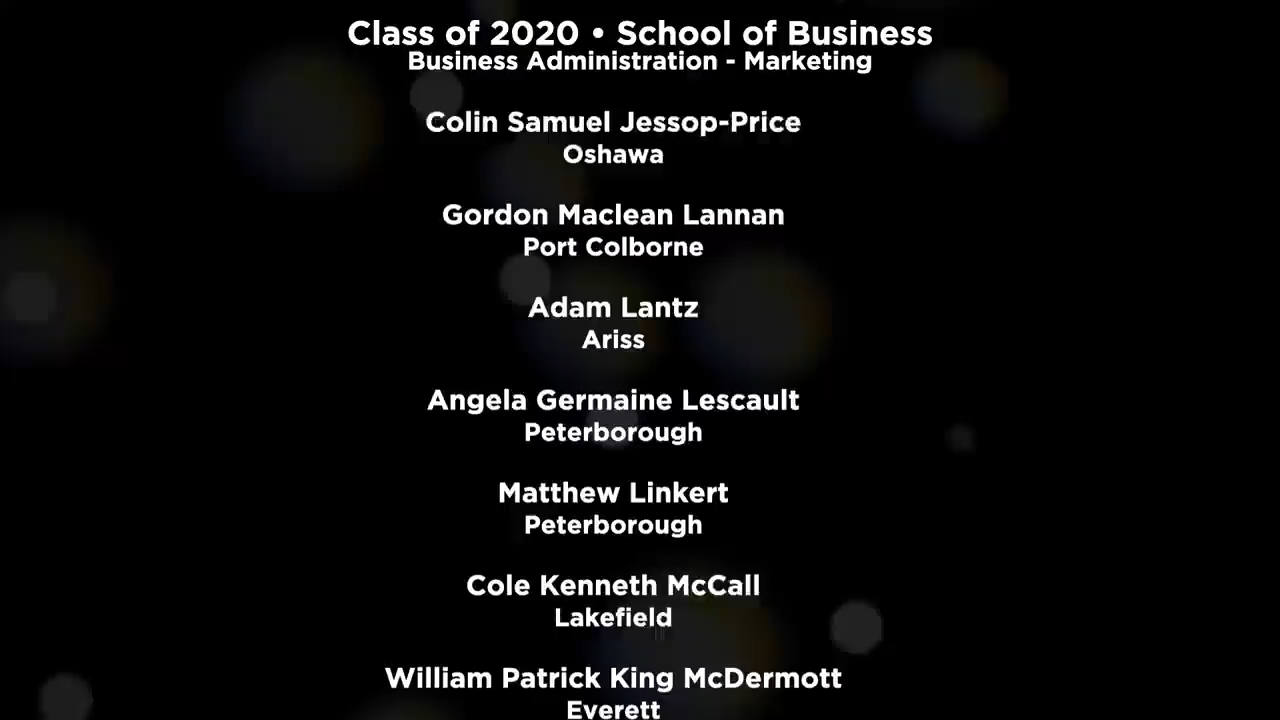 Class of 2020 • School of Business
Business Administration - Marketing
Colin Samuel Jessop-Price
Oshawa
Gordon Maclean Lannan
Port Colborne
Adam Lantz
Ariss
Angela Germaine Lescault
Peterborough
Matthew Linkert
Peterborough
Cole Kenneth McCall
Lakefield
William Patrick King McDermott
Everett